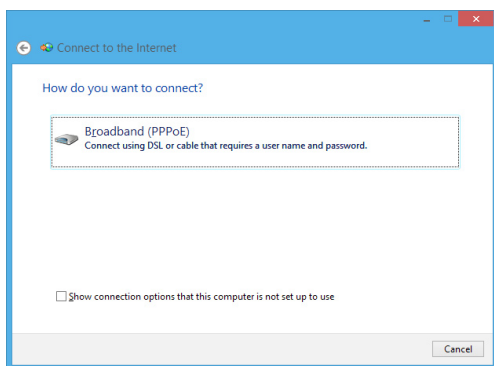 Connect to the Internet
How do you want to connect?
Broadband (PPPoE)
Connect using DSL or cable that requires a user name and password.
Show connection options that this computer is not set up to use
Cancel